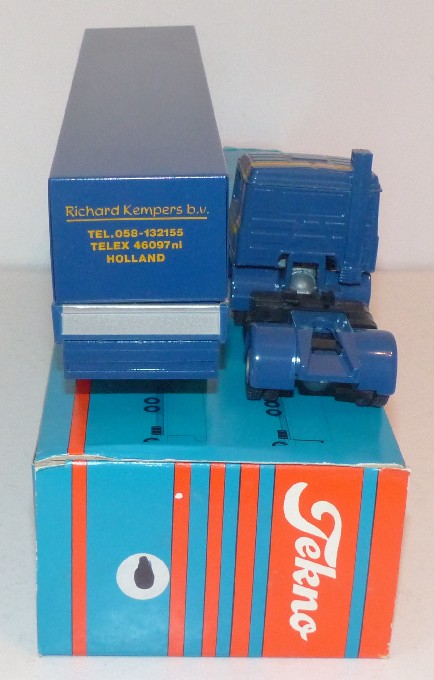 Richard Kempers b.v.
TEL.058-132155
TELEX 46097nl
HOLLAND
Tekno